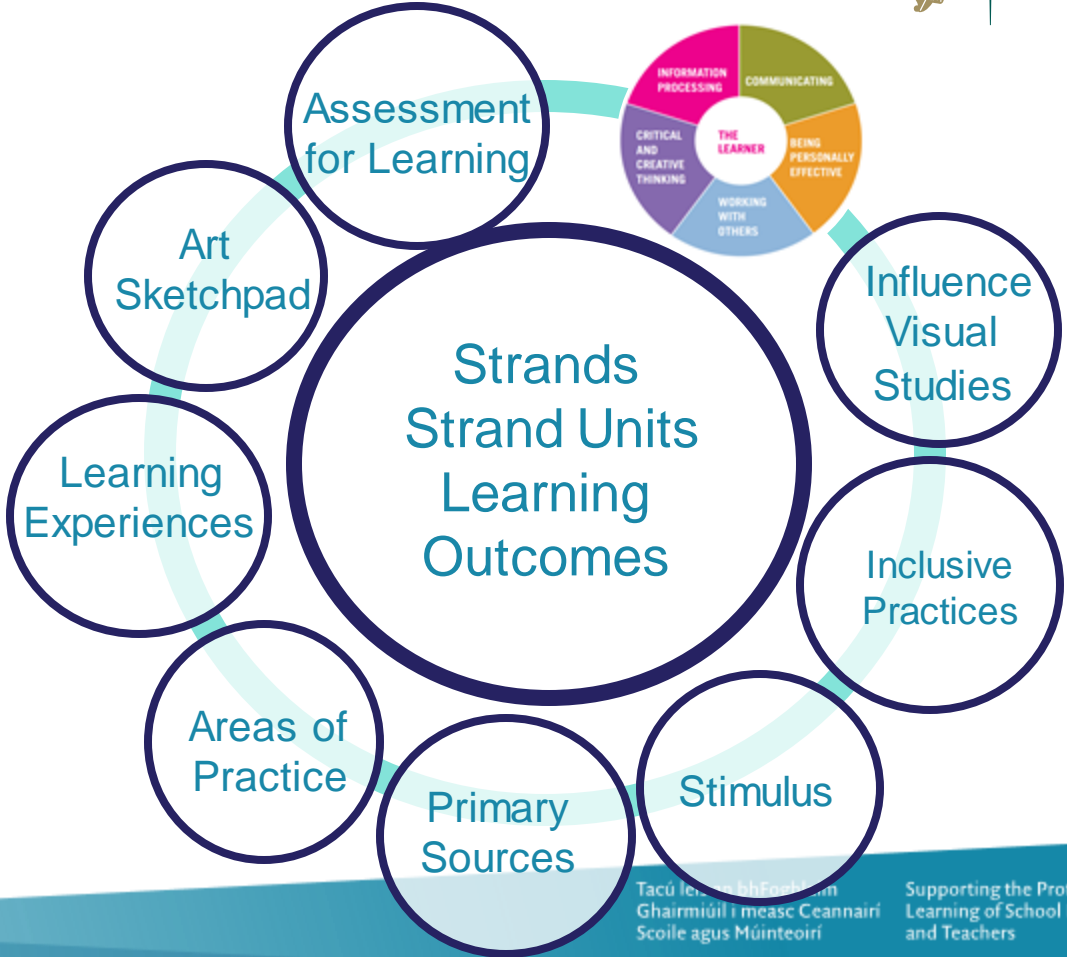 Assessment
for Learning
INFORMATION
PROCESSING
COMMUNICATING
CRITICAL
AND
CREATIVE
THINKING
THE
LEARNER
BEING
PERSONALLY
EFFECTIVE
WORKING
WITH
OTHERS
Art
Sketchpad
Influence
Visual
Studies
Strands
Strand Units
Learning
Outcomes
Learning
Experiences
Inclusive
Practices
Areas of
Practice
Primary
Sources
Stimulus
Tacú
Ghairmiúil i measc Ceannairí
Scoile agus Múinteoirí
Supporting the
Learning of School
and Teachers